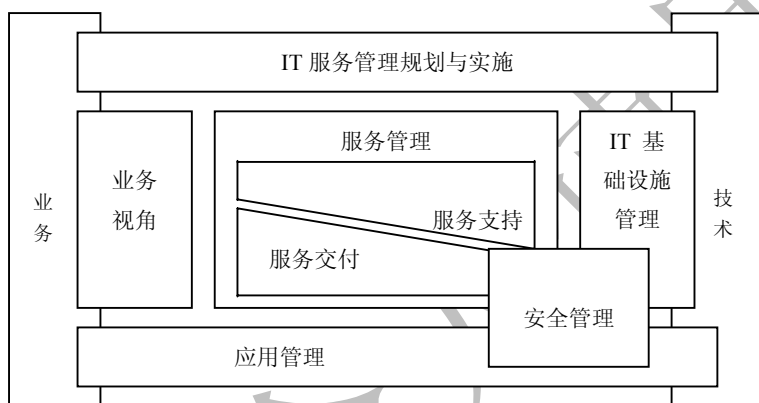 IT 服务管理规划与实施
业
务
业务
视角
服务管理
服务支持
服务交付
IT 基
础设施
管理
技
术
安全管理
应用管理